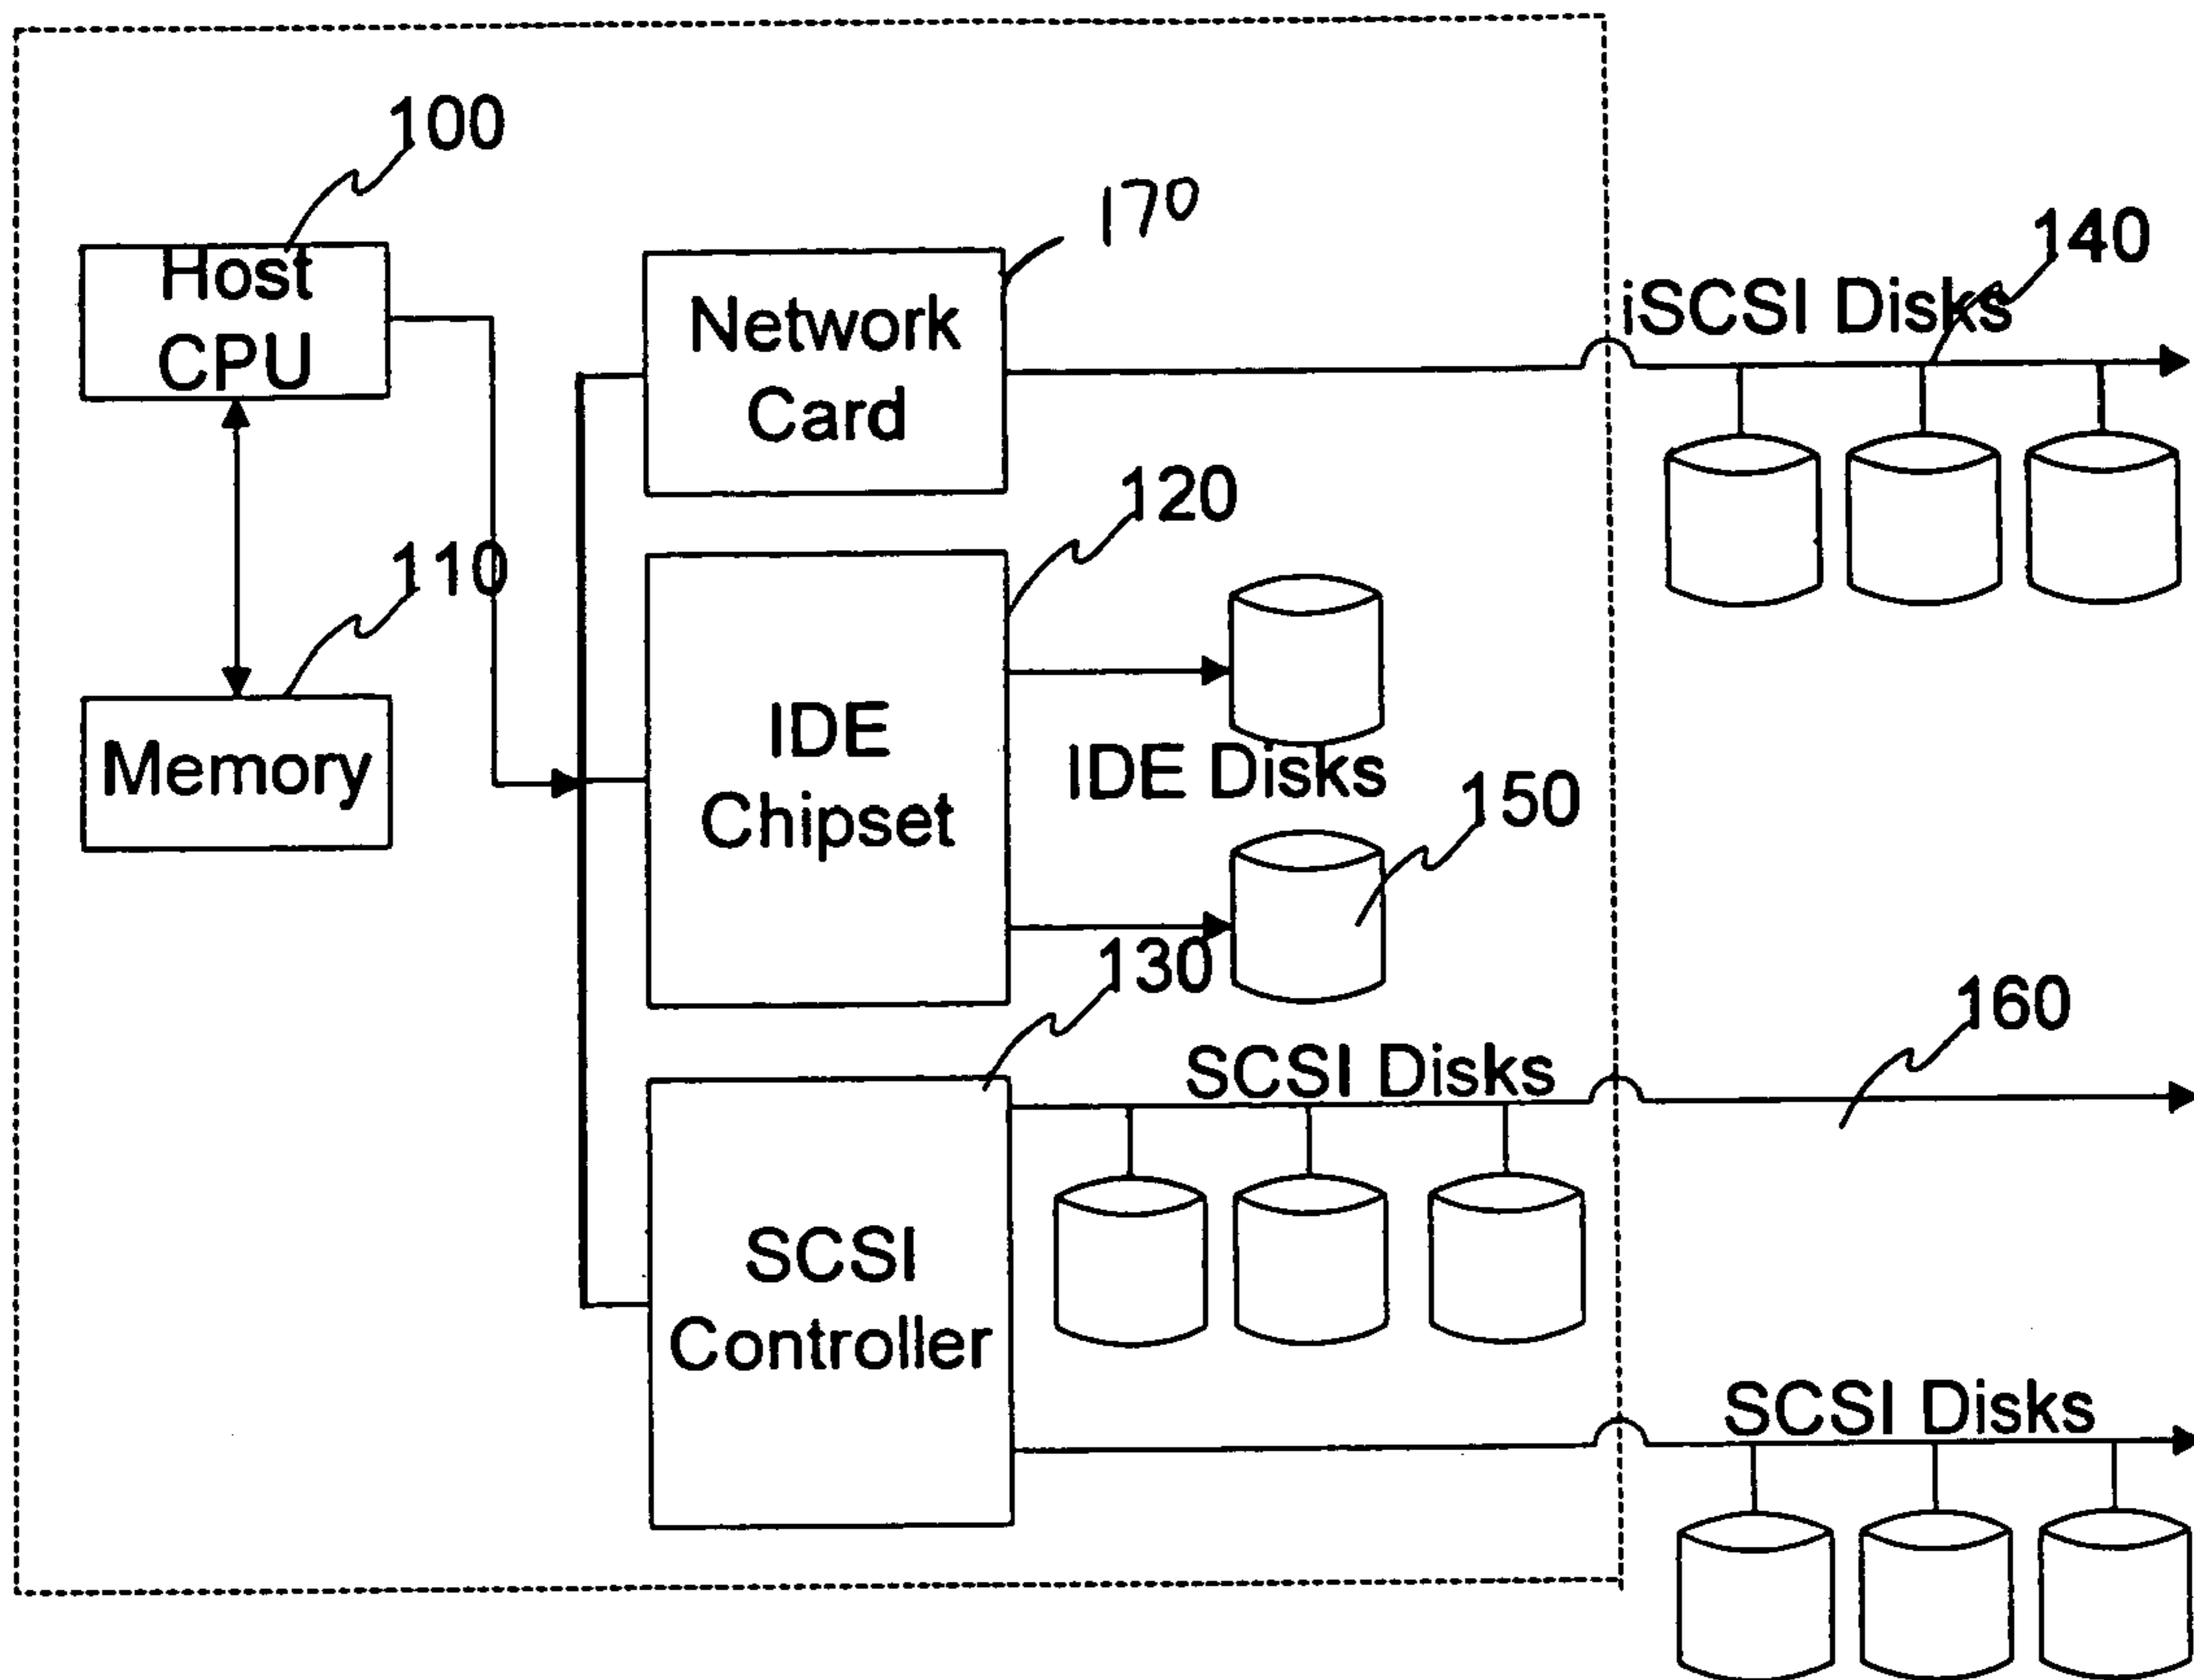 100
Host
CPU
170
Network
Card
140
iSCSI Disks
110
Memory
120
IDE
Chipset
IDE Disks
150
130
SCSI Disks
160
SCSI
Controller
SCSI Disks